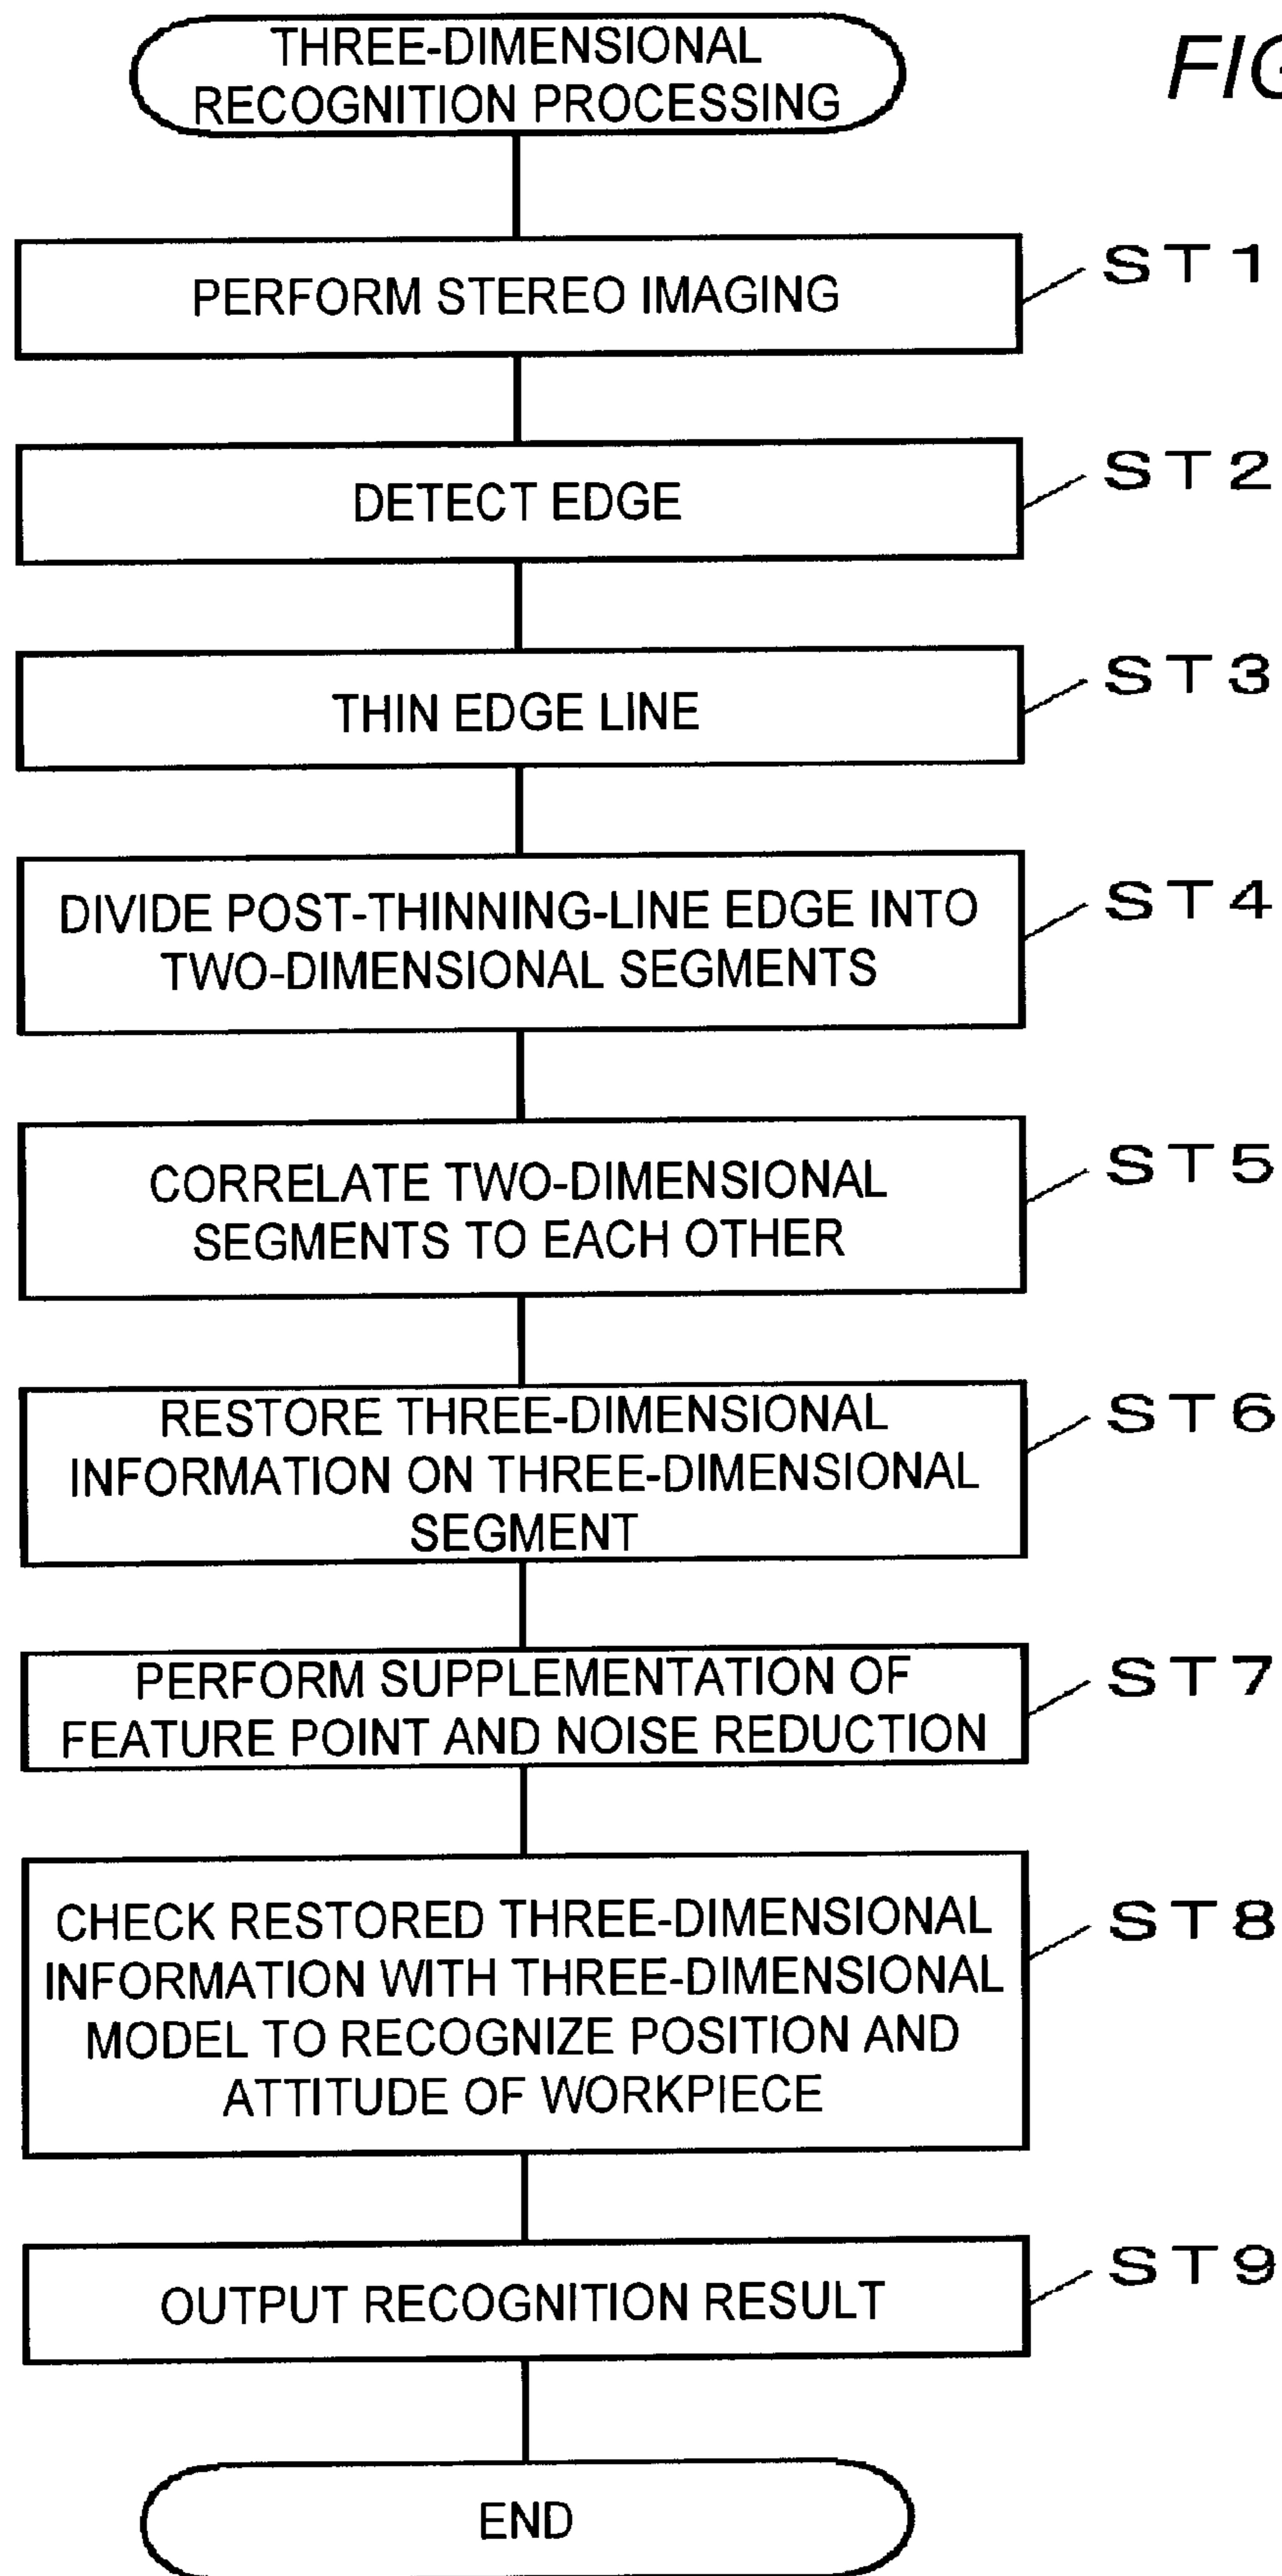 THREE-DIMENSIONAL
RECOGNITION PROCESSING
FIG
PERFORM STEREO IMAGING
ST1
DETECT EDGE
ST2
THIN EDGE LINE
ST3
DIVIDE POST-THINNING-LINE EDGE INTO
TWO-DIMENSIONAL SEGMENTS
ST4
CORRELATE TWO-DIMENSIONAL
SEGMENTS TO EACH OTHER
ST5
RESTORE THREE-DIMENSIONAL
INFORMATION ON THREE-DIMENSIONAL
SEGMENT
ST6
PERFORM SUPPLEMENTATION OF
FEATURE POINT AND NOISE REDUCTION
ST7
CHECK RESTORED THREE-DIMENSIONAL
INFORMATION WITH THREE-DIMENSIONAL
MODEL TO RECOGNIZE POSITION AND
ATTITUDE OF WORKPIECE
ST8
OUTPUT RECOGNITION RESULT
ST9
END